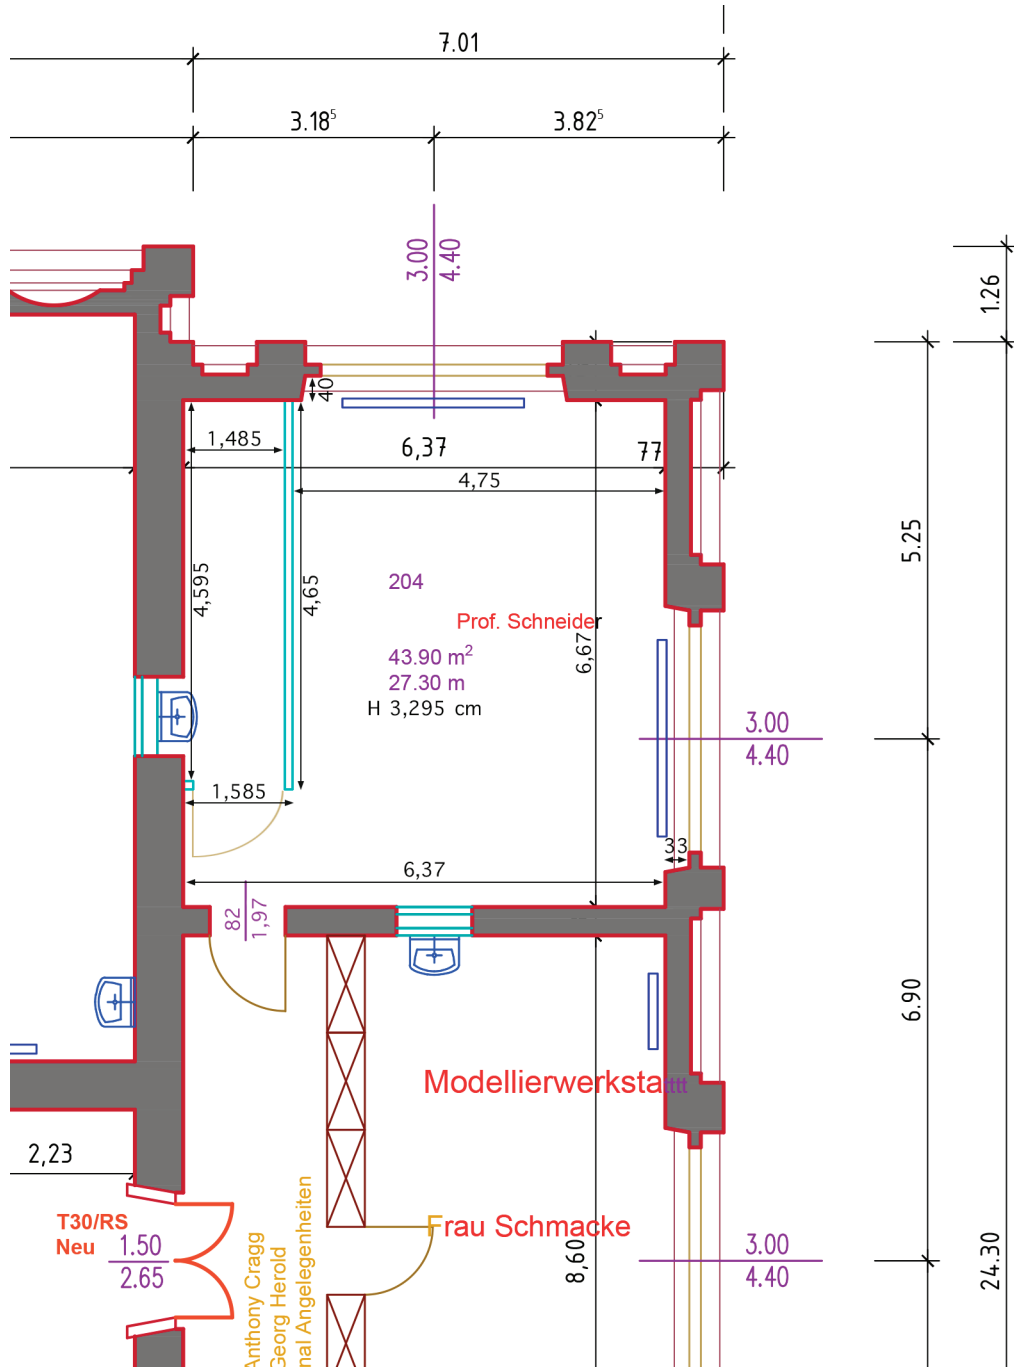 7.01
3.18⁵
3.82⁵
3.00
4.40
1.26
40
1,485
6,37
77
4,75
5.25
4,595
4,65
204
Prof. Schneider
6,67
43.90 m²
27.30 m
H 3,295 cm
3.00
4.40
1,585
33
6,37
82
1,97
6.90
Modellierwerkstatttt
2,23
T30/RS
Neu
1.50
2.65
Anthony Cragg
Georg Herold
nal Angelegenheiten
Frau Schmacke
8,60
3.00
4.40
24.30